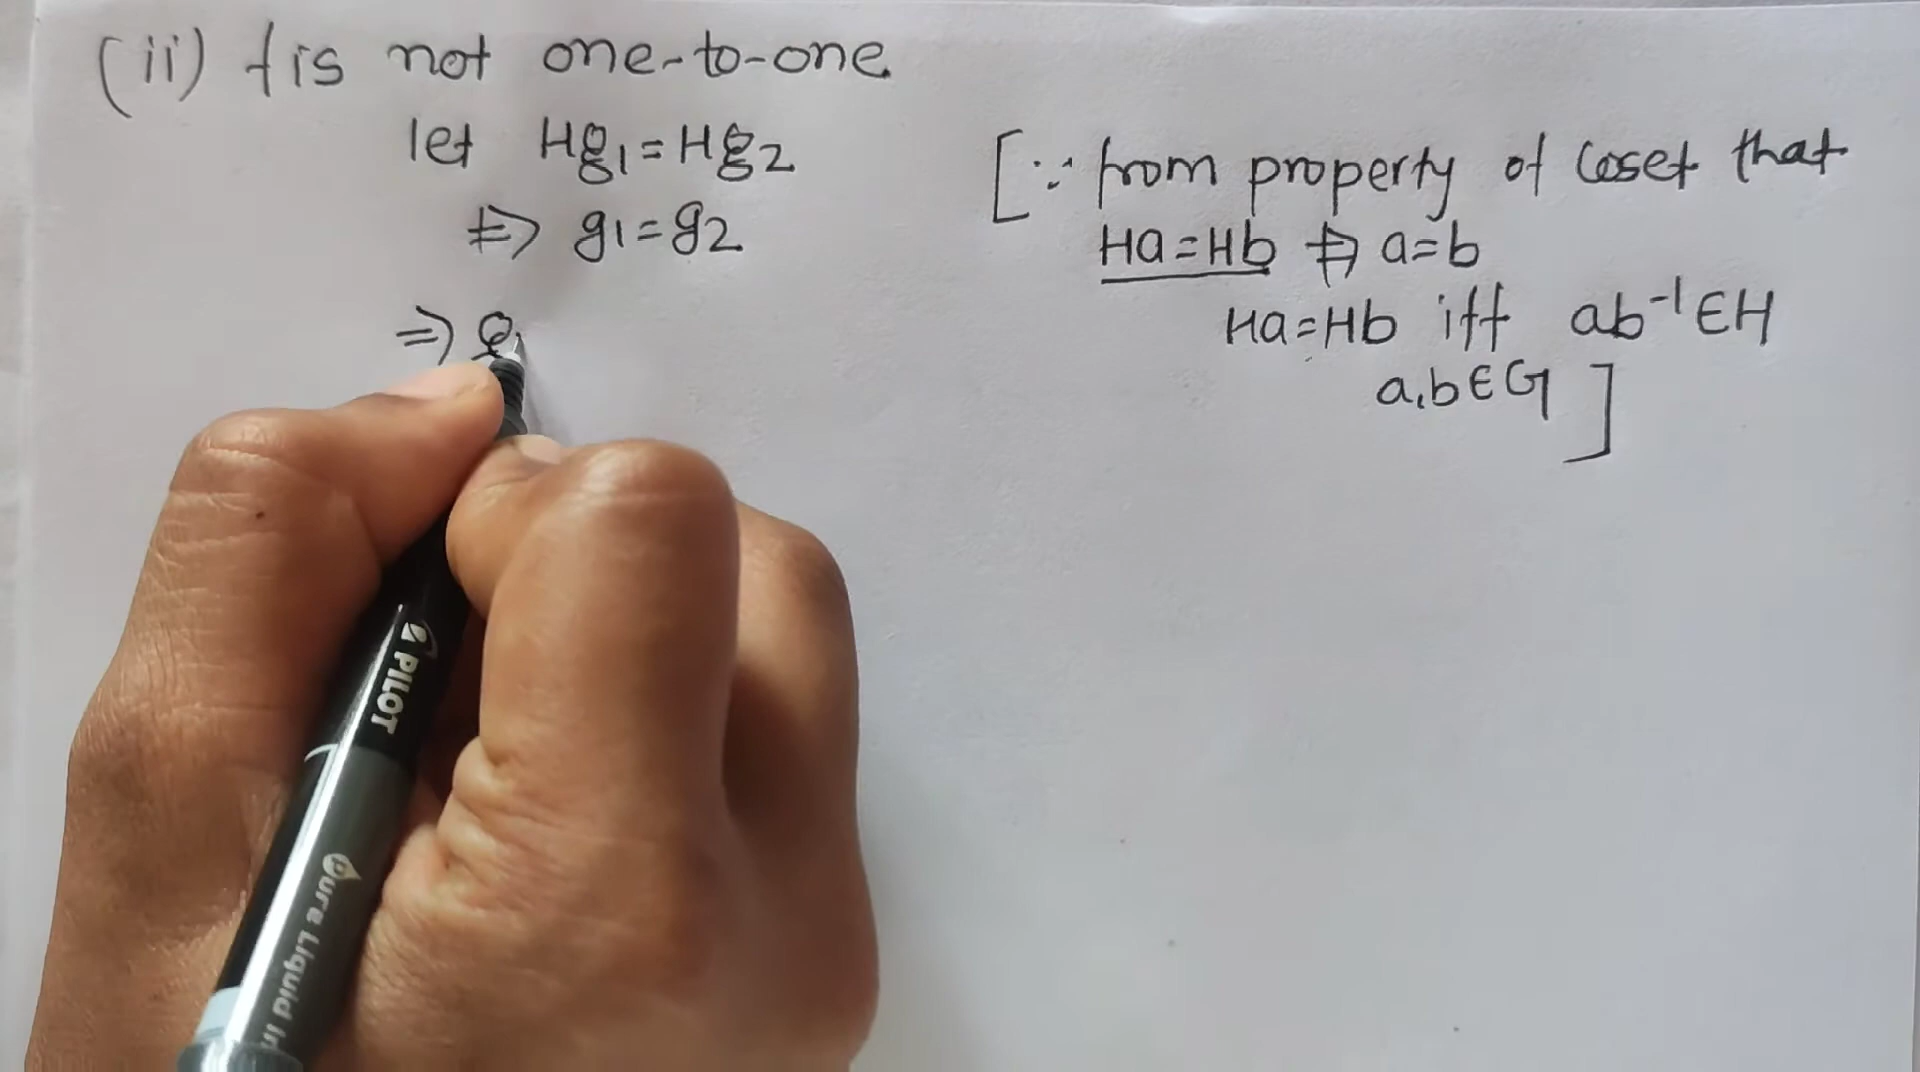 (ii) f is not one-to-one
let Hg1 = Hg2
⇏ g1 = g2
⇒ g
[∵ from property of Coset that
Ha = Hb ⇏ a = b
Ha = Hb iff ab⁻¹ ∈ H
a,b ∈ G ]
PILOT
Pure Liquid In